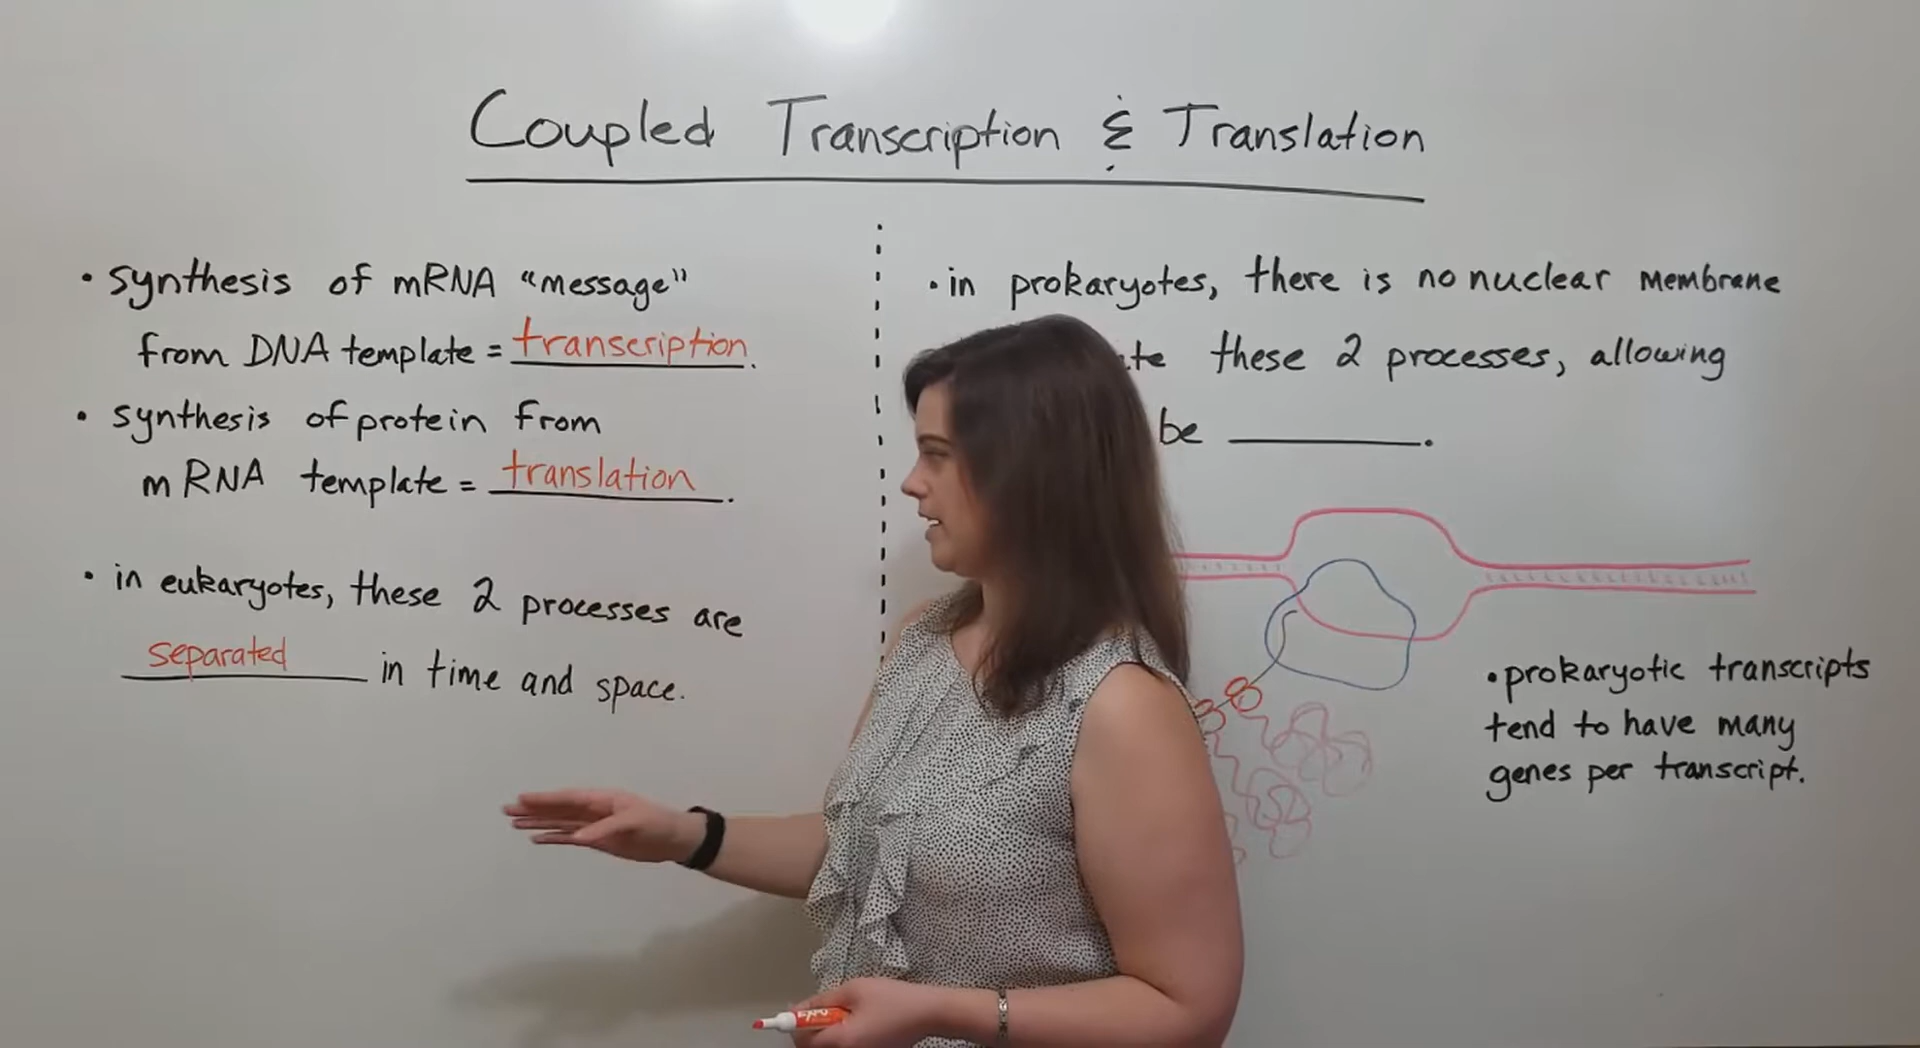 Coupled Transcription & Translation
• synthesis of mRNA "message"
from DNA template = transcription.
• synthesis of protein from
mRNA template = translation.
• in eukaryotes, these 2 processes are
separated in time and space.
• in prokaryotes, there is no nuclear membrane
these 2 processes, allowing
be ________.
• prokaryotic transcripts
tend to have many
genes per transcript.
expo